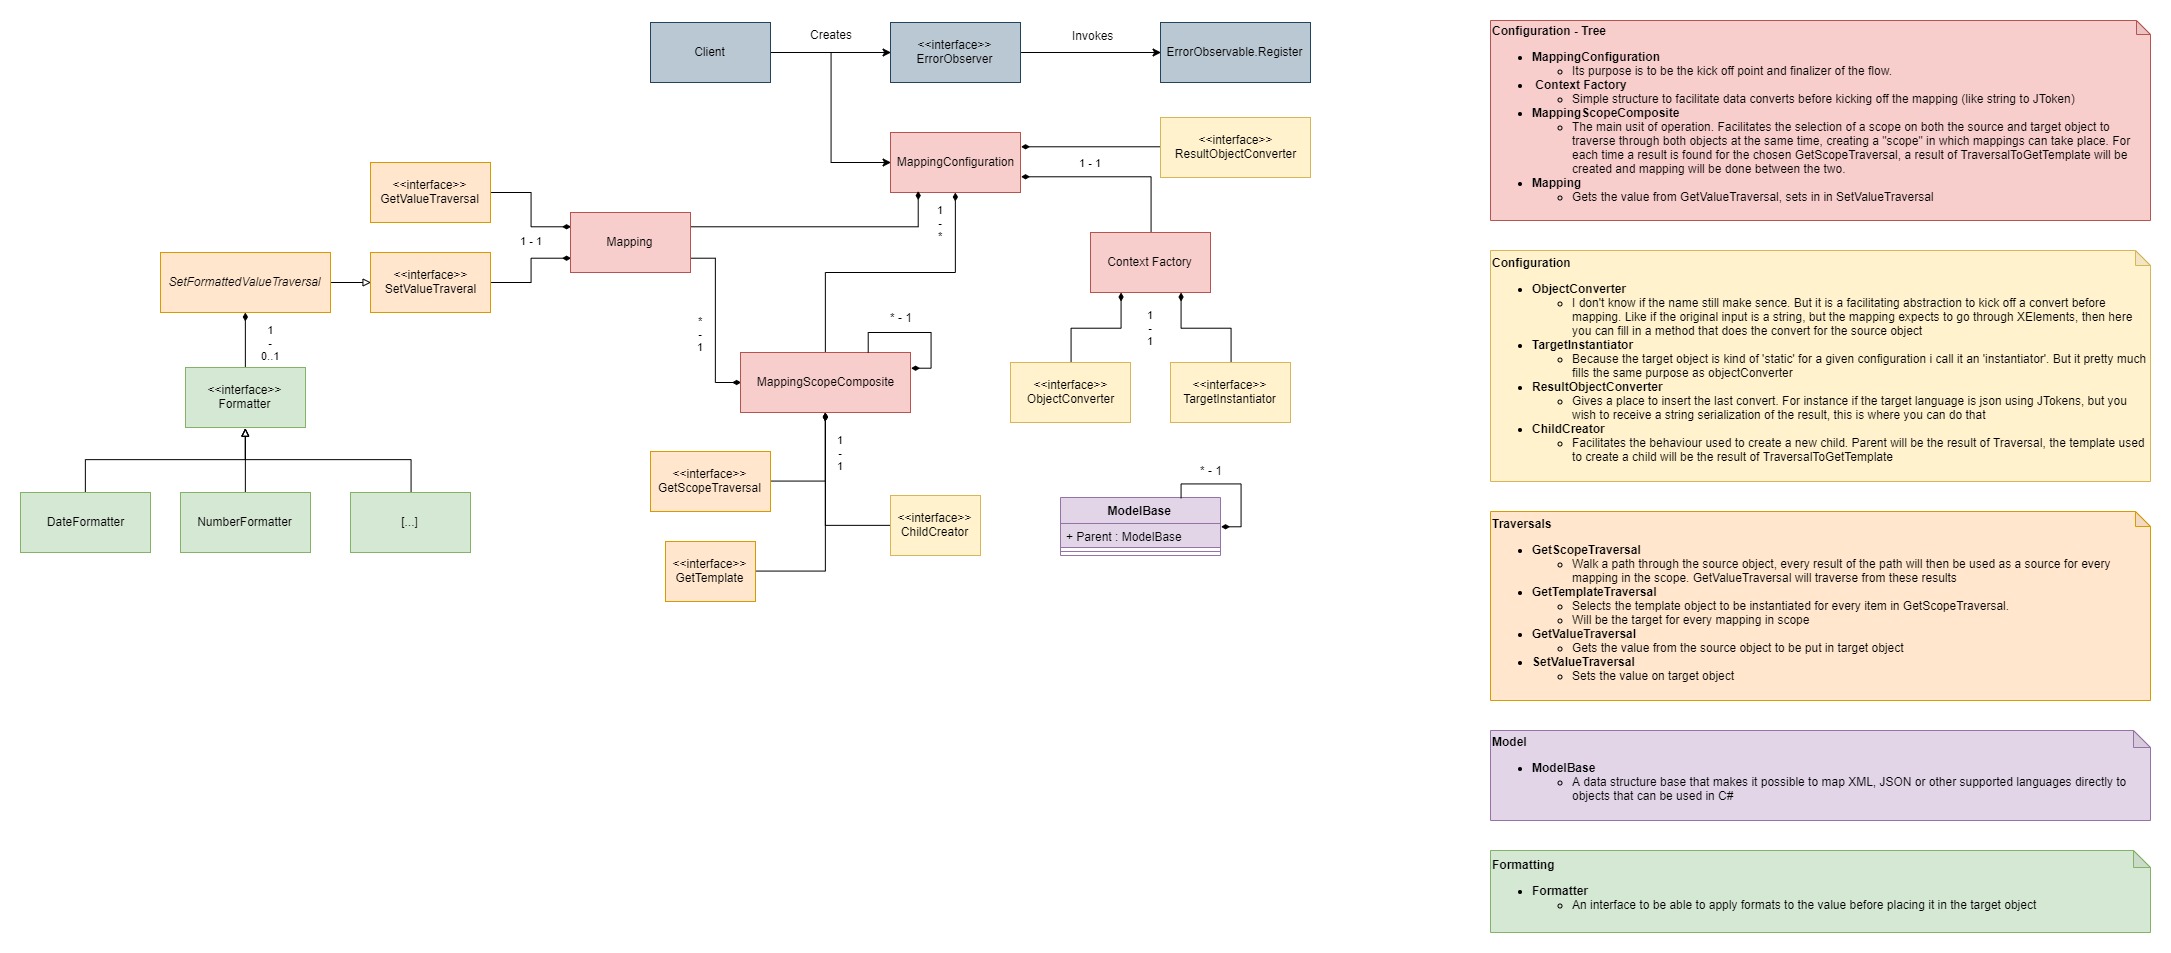 Creates
Invokes
Client
<<interface>>
ErrorObserver
ErrorObservable.Register
<<interface>>
ResultObjectConverter
MappingConfiguration
1 - 1
<<interface>>
GetValueTraversal
1
-
*
Mapping
1 - 1
Context Factory
SetFormattedValueTraversal
<<interface>>
SetValueTraveral
1
-
0..1
*
-
1
* - 1
1
-
1
MappingScopeComposite
<<interface>>
Formatter
<<interface>>
ObjectConverter
<<interface>>
TargetInstantiator
1
-
1
<<interface>>
GetScopeTraversal
* - 1
DateFormatter
NumberFormatter
[...]
<<interface>>
ChildCreator
ModelBase
+ Parent : ModelBase
<<interface>>
GetTemplate
Configuration - Tree
• MappingConfiguration
Its purpose is to be the kick off point and finalizer of the flow.
• Context Factory
Simple structure to facilitate data converts before kicking off the mapping (like string to JToken)
• MappingScopeComposite
The main usit of operation. Facilitates the selection of a scope on both the source and target object to
traverse through both objects at the same time, creating a "scope" in which mappings can take place. For
each time a result is found for the chosen GetScopeTraversal, a result of TraversalToGetTemplate will be
created and mapping will be done between the two.
• Mapping
Gets the value from GetValueTraversal, sets in in SetValueTraversal
Configuration
• ObjectConverter
I don't know if the name still make sence. But it is a facilitating abstraction to kick off a convert before
mapping. Like if the original input is a string, but the mapping expects to go through XElements, then here
you can fill in a method that does the convert for the source object
• TargetInstantiator
Because the target object is kind of 'static' for a given configuration i call it an 'instantiator'. But it pretty much
fills the same purpose as objectConverter
• ResultObjectConverter
Gives a place to insert the last convert. For instance if the target language is json using JTokens, but you
wish to receive a string serialization of the result, this is where you can do that
• ChildCreator
Facilitates the behaviour used to create a new child. Parent will be the result of Traversal, the template used
to create a child will be the result of TraversalToGetTemplate
Traversals
• GetScopeTraversal
Walk a path through the source object, every result of the path will then be used as a source for every
mapping in the scope. GetValueTraversal will traverse from these results
• GetTemplateTraversal
Selects the template object to be instantiated for every item in GetScopeTraversal.
Will be the target for every mapping in scope
• GetValueTraversal
Gets the value from the source object to be put in target object
• SetValueTraversal
Sets the value on target object
Model
• ModelBase
A data structure base that makes it possible to map XML, JSON or other supported languages directly to
objects that can be used in C#
Formatting
• Formatter
An interface to be able to apply formats to the value before placing it in the target object